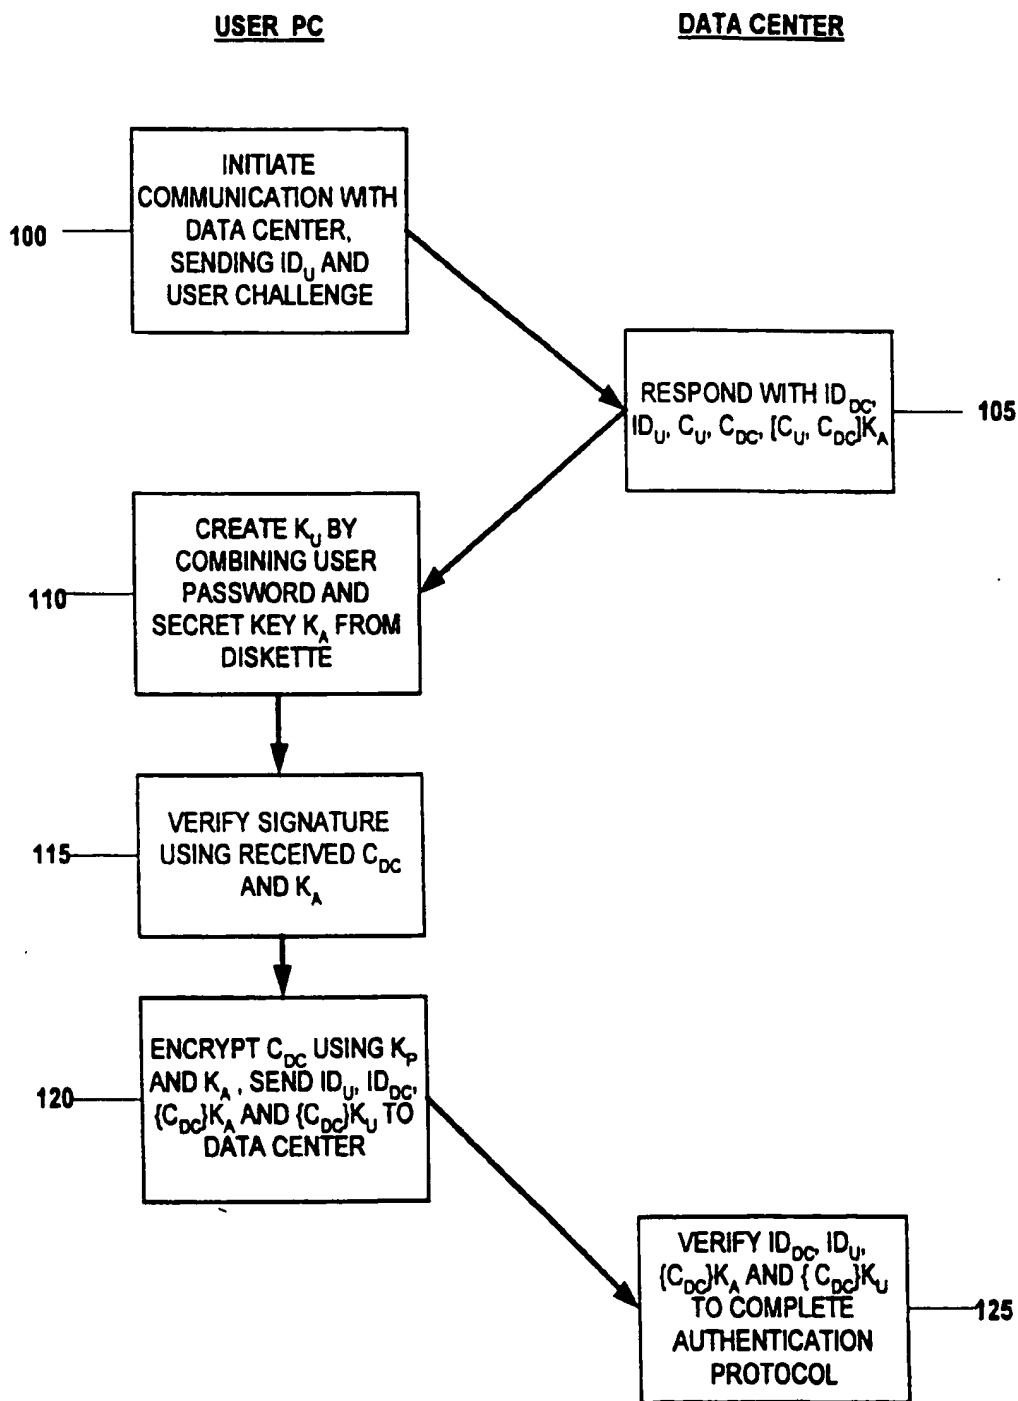 USER PC
DATA CENTER
INITIATE
COMMUNICATION WITH
DATA CENTER,
SENDING ID_U AND
USER CHALLENGE
100
RESPOND WITH ID_DC,
ID_U, C_U, C_DC, [C_U, C_DC]K_A
105
CREATE K_U BY
COMBINING USER
PASSWORD AND
SECRET KEY K_A FROM
DISKETTE
110
VERIFY SIGNATURE
USING RECEIVED C_DC
AND K_A
115
ENCRYPT C_DC USING K_P
AND K_A, SEND ID_U, ID_DC,
{C_DC}K_A AND {C_DC}K_U TO
DATA CENTER
120
VERIFY ID_DC, ID_U,
{C_DC}K_A AND { C_DC}K_U
TO COMPLETE
AUTHENTICATION
PROTOCOL
125